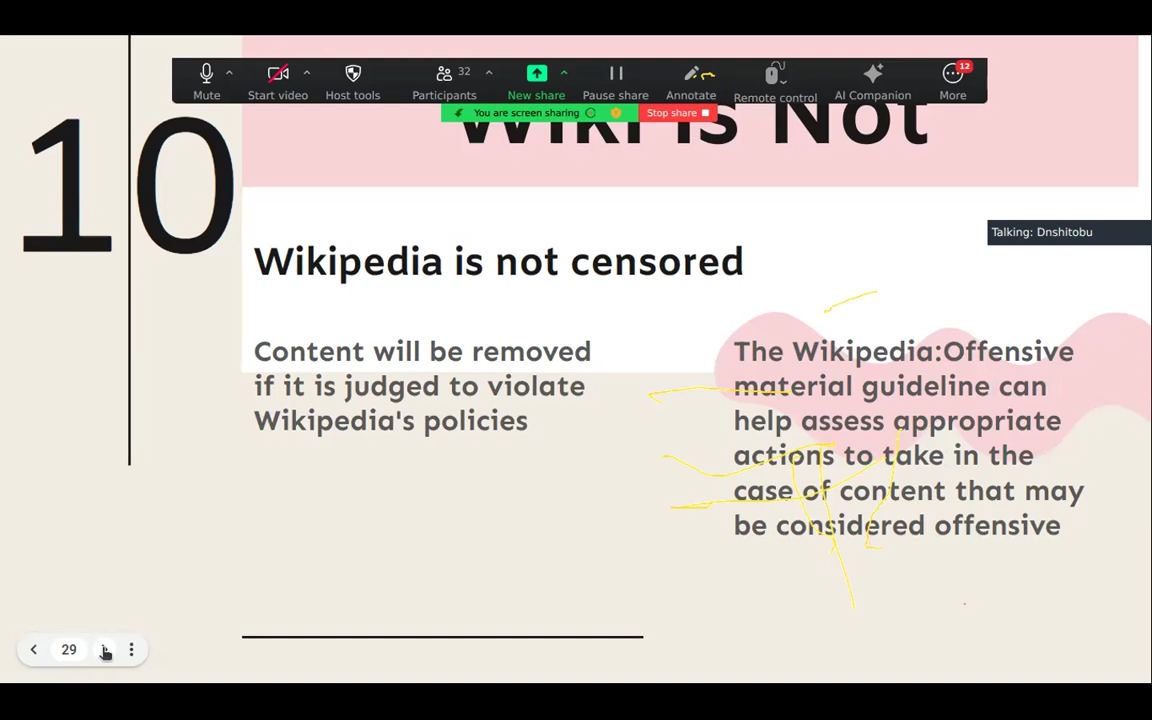 32
12
Mute
Start video
Host tools
Participants
New share
Pause share
Annotate
Remote control
AI Companion
More
You are screen sharing
Stop share
10
Wiki is Not
Talking: Dnshitobu
Wikipedia is not censored
Content will be removed
if it is judged to violate
Wikipedia's policies
The Wikipedia:Offensive
material guideline can
help assess appropriate
actions to take in the
case of content that may
be considered offensive
29